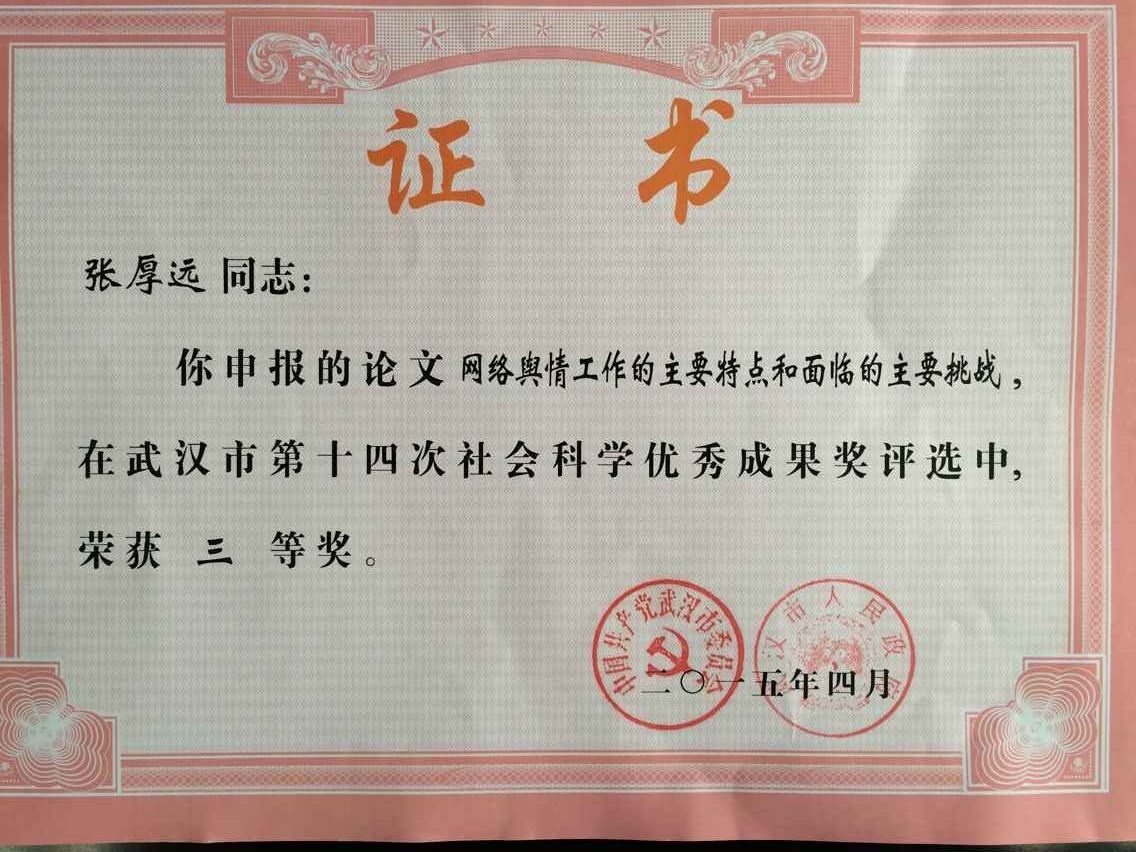 证 书
张厚远 同志：
你申报的论文 网络舆情工作的主要特点和面临的主要挑战，
在武汉市第十四次社会科学优秀成果奖评选中，
荣获 三 等奖。
中国共产党武汉市委员会
汉市人民政府
二〇一五年四月